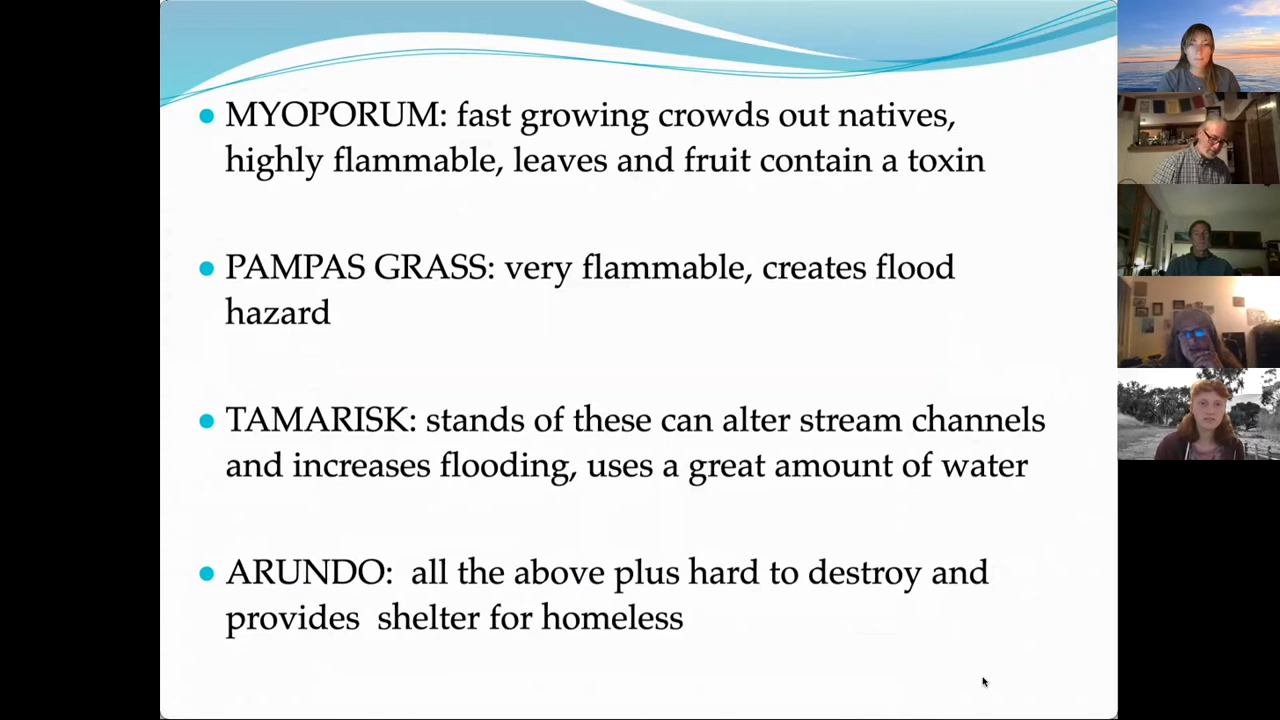 MYOPORUM: fast growing crowds out natives,
highly flammable, leaves and fruit contain a toxin
PAMPAS GRASS: very flammable, creates flood
hazard
TAMARISK: stands of these can alter stream channels
and increases flooding, uses a great amount of water
ARUNDO:  all the above plus hard to destroy and
provides  shelter for homeless